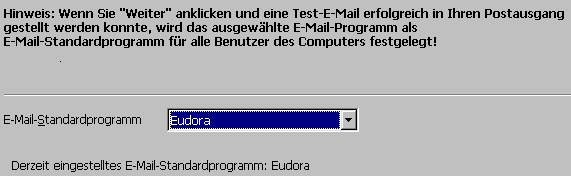 Hinweis: Wenn Sie "Weiter" anklicken und eine Test-E-Mail erfolgreich in Ihren Postausgang
gestellt werden konnte, wird das ausgewählte E-Mail-Programm als
E-Mail-Standardprogramm für alle Benutzer des Computers festgelegt!
E-Mail-Standardprogramm Eudora
Derzeit eingestelltes E-Mail-Standardprogramm: Eudora